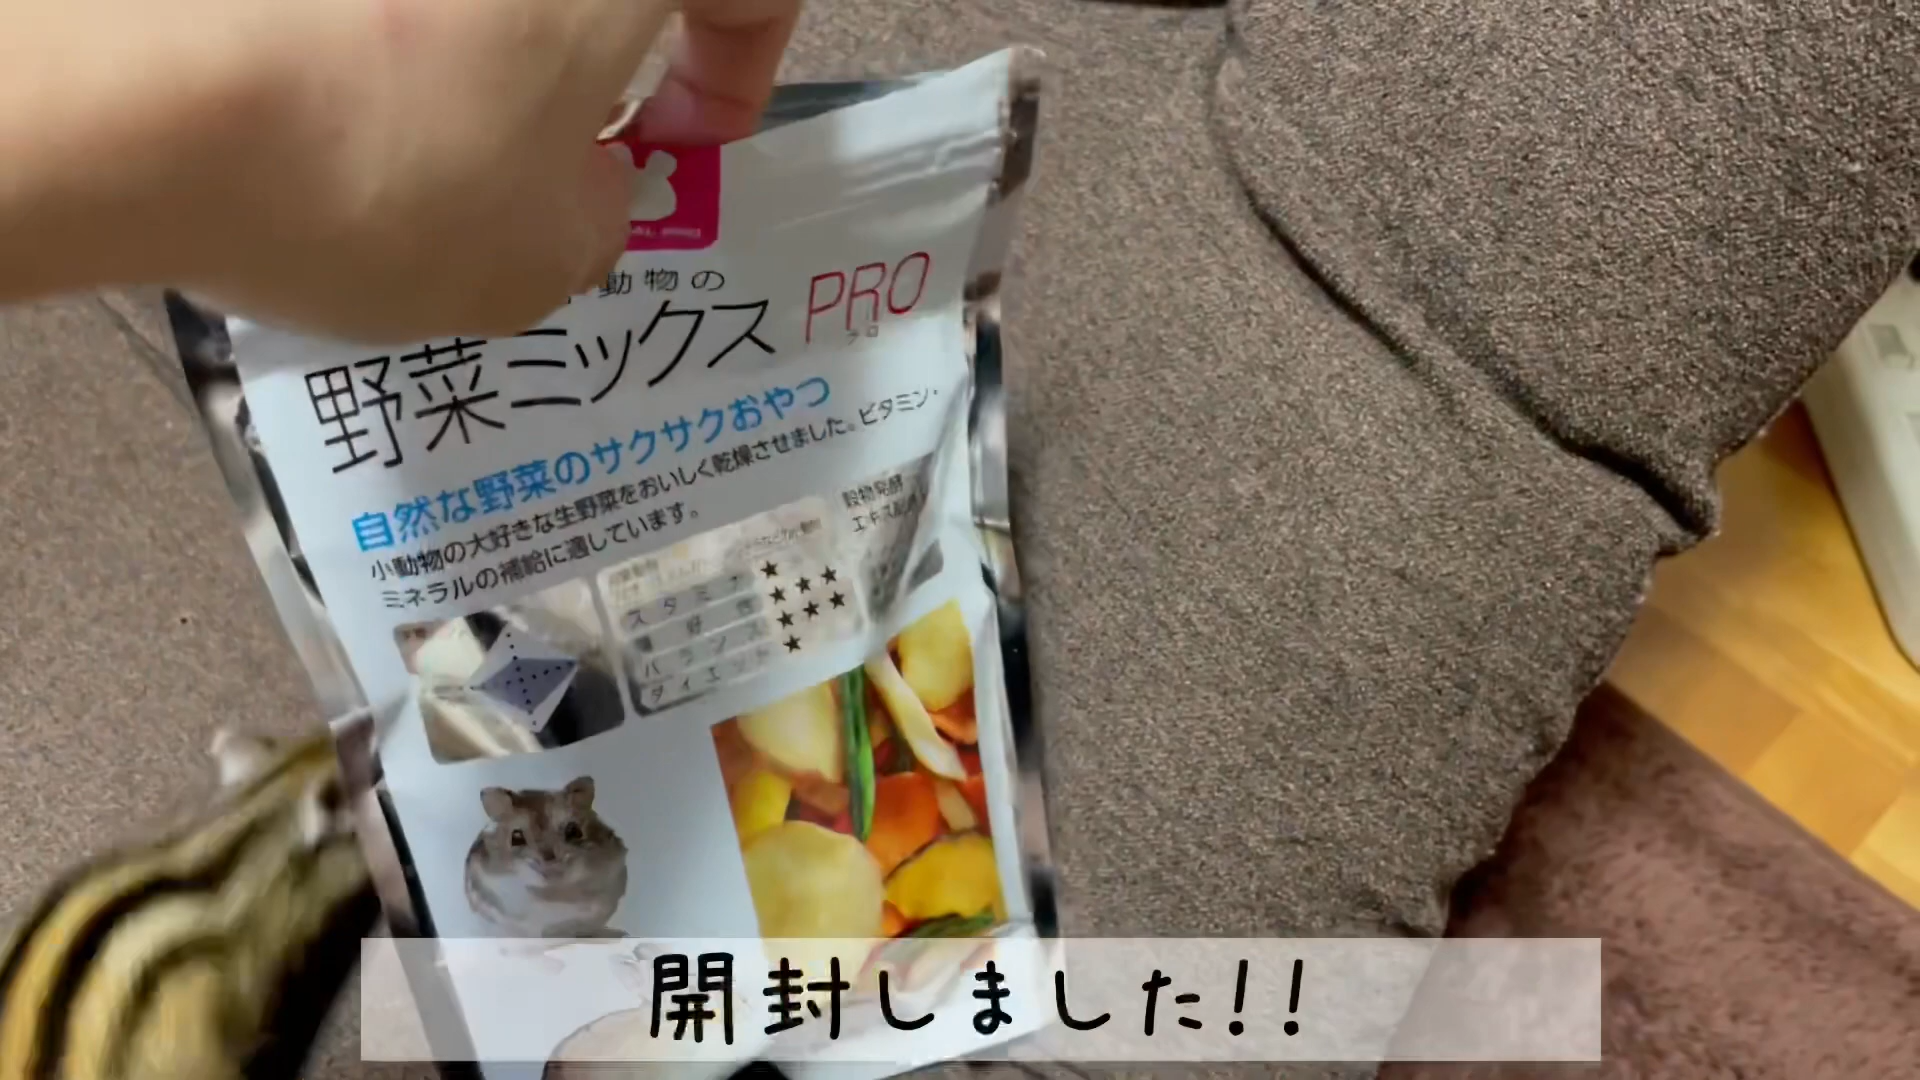 動物の
野菜ミックス PRO
プロ
自然な野菜のサクサクおやつ
小動物の大好きな生野菜をおいしく乾燥させました。ビタミン・
ミネラルの補給に適しています。
穀物発酵
エキス
スタミナ ★
嗜好性 ★★★
バランス ★★★
ダイエット ★
開封しました!!